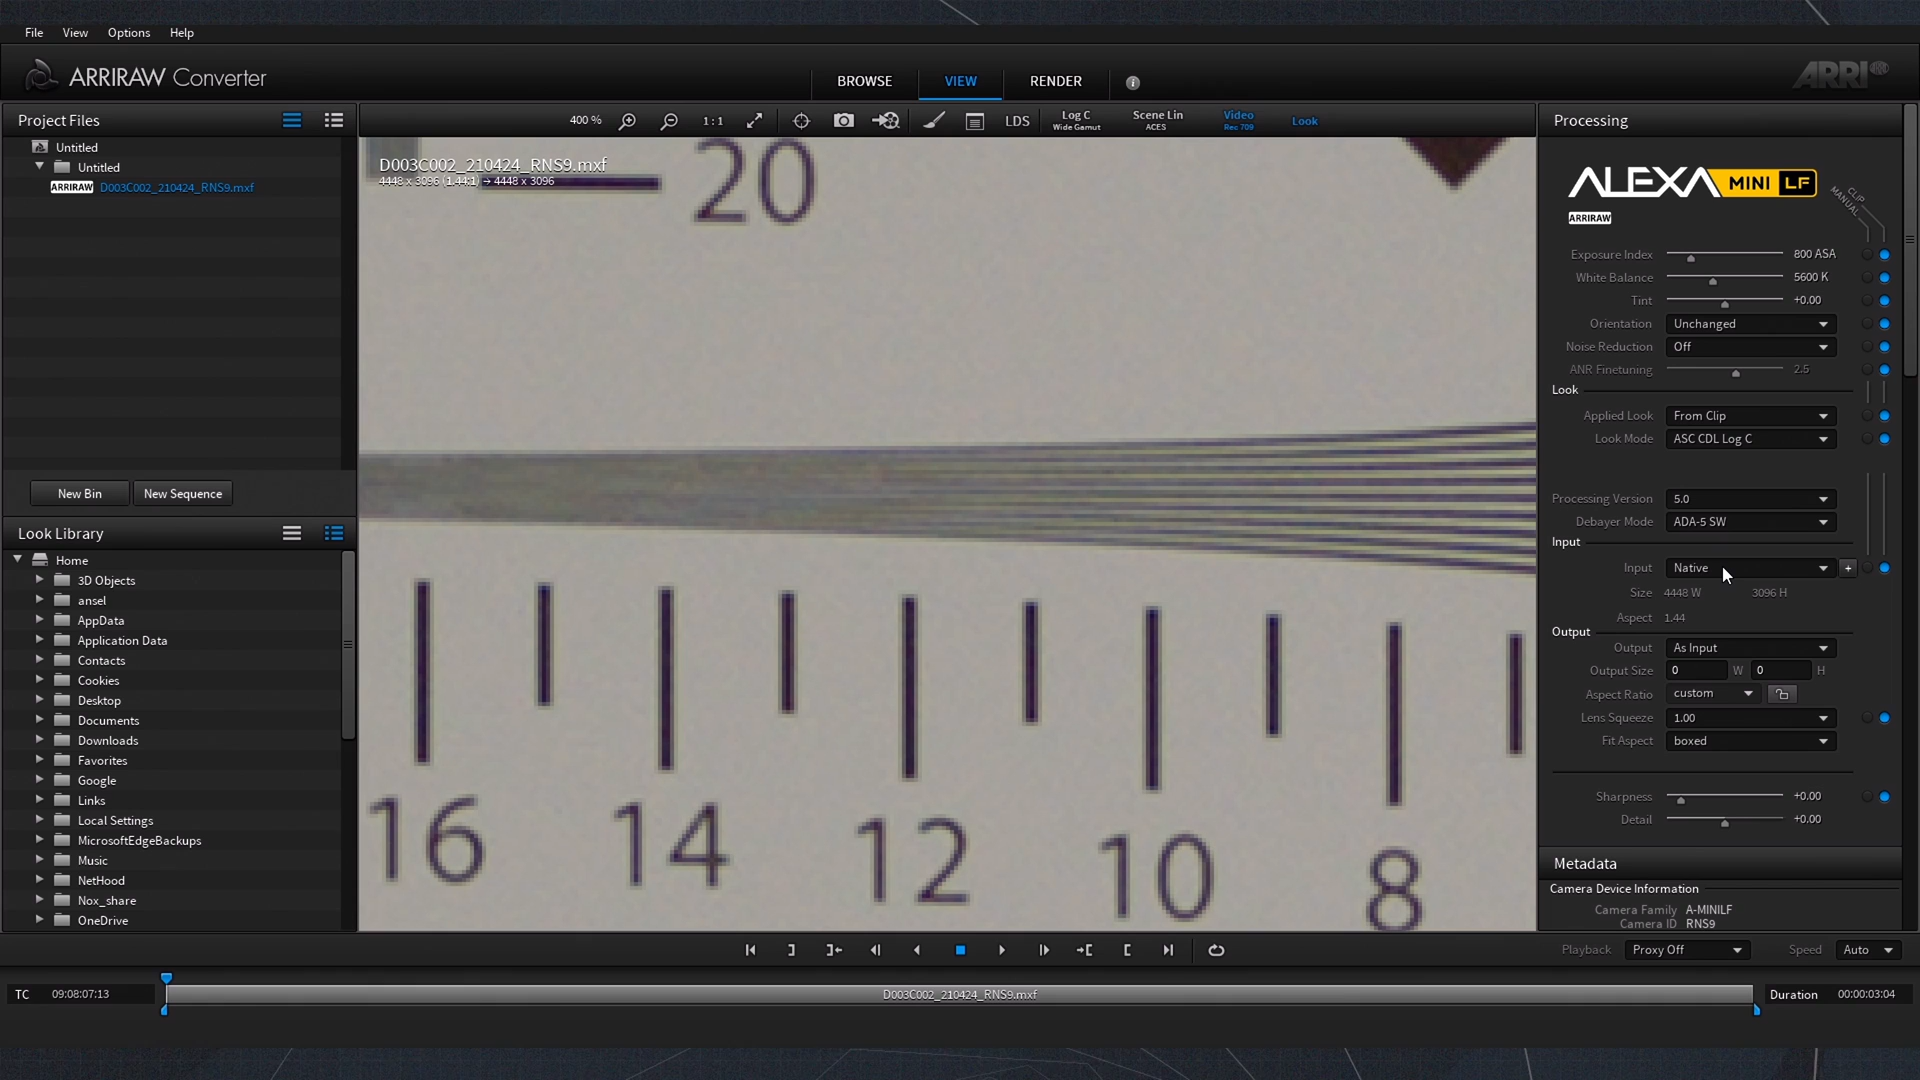 File View Options Help
ARRIRAW Converter
BROWSE VIEW RENDER
ARRI
Project Files
400 % 1:1 LDS Log C Wide Gamut Scene Lin ACES Video Rec 709 Look
Processing
Untitled
Untitled
ARRIRAW D003C002_210424_RNS9.mxf
New Bin New Sequence
Look Library
Home
3D Objects
ansel
AppData
Application Data
Contacts
Cookies
Desktop
Documents
Downloads
Favorites
Google
Links
Local Settings
MicrosoftEdgeBackups
Music
NetHood
Nox_share
OneDrive
D003C002_210424_RNS9.mxf
4448 x 3096 (1.44:1) → 4448 x 3096
20
16 14 12 10 8
ALEXA MINI LF
CLIP
MANUAL
ARRIRAW
Exposure Index 800 ASA
White Balance 5600 K
Tint +0.00
Orientation Unchanged
Noise Reduction Off
ANR Finetuning 2.5
Look
Applied Look From Clip
Look Mode ASC CDL Log C
Processing Version 5.0
Debayer Mode ADA-5 SW
Input
Input Native +
Size 4448 W 3096 H
Aspect 1.44
Output
Output As Input
Output Size 0 W 0 H
Aspect Ratio custom
Lens Squeeze 1.00
Fit Aspect boxed
Sharpness +0.00
Detail +0.00
Metadata
Camera Device Information
Camera Family A-MINILF
Camera ID RNS9
Playback Proxy Off Speed Auto
TC 09:08:07:13 D003C002_210424_RNS9.mxf Duration 00:00:03:04